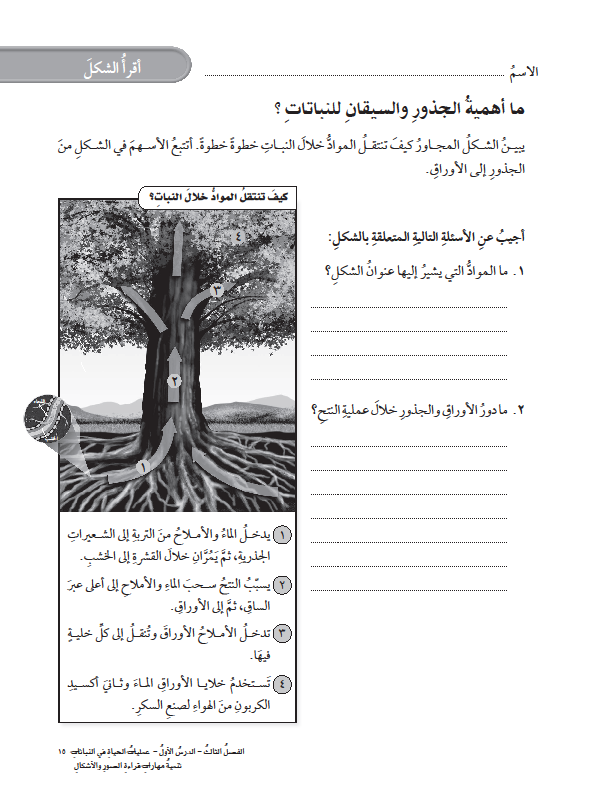 أقرأُ الشكلَ
الاسمُ
ما أهميةُ الجذورِ والسيقانِ للنباتاتِ ؟
يبينُ الشكلُ المجاورُ كيفَ تنتقلُ الموادُّ خلالَ النباتِ خطوةً خطوةً. أتتبعُ الأسهمَ في الشكلِ منَ
الجذورِ إلى الأوراقِ.
أجيبُ عنِ الأسئلةِ التاليةِ المتعلقةِ بالشكلِ:
١. ما الموادُّ التي يشيرُ إليها عنوانُ الشكلِ؟
٢. ما دورُ الأوراقِ والجذورِ خلالَ عمليةِ النتحِ؟
كيفَ تنتقلُ الموادُّ خلالَ النباتِ؟
٤
٣
٢
١
١ يدخلُ الماءُ والأملاحُ منَ التربةِ إلى الشعيراتِ
الجذريةِ، ثمَّ يَمُرَّانِ خلالَ القشرةِ إلى الخشبِ.
٢ يسبّبُ النتحُ سحبَ الماءِ والأملاحِ إلى أعلى عبرَ
الساقِ، ثمَّ إلى الأوراقِ.
٣ تدخلُ الأملاحُ الأوراقَ وتُنقلُ إلى كلِّ خليةٍ
فيهَا.
٤ تَستخدمُ خلايا الأوراقِ الماءَ وثانيَ أكسيدِ
الكربونِ منَ الهواءِ لصنعِ السكرِ.
الفصلُ الثالثُ - الدرسُ الأولُ - عملياتُ الحياةِ في النباتاتِ ١٥
تنميةُ مهاراتِ قراءةِ الصورِ والأشكالِ